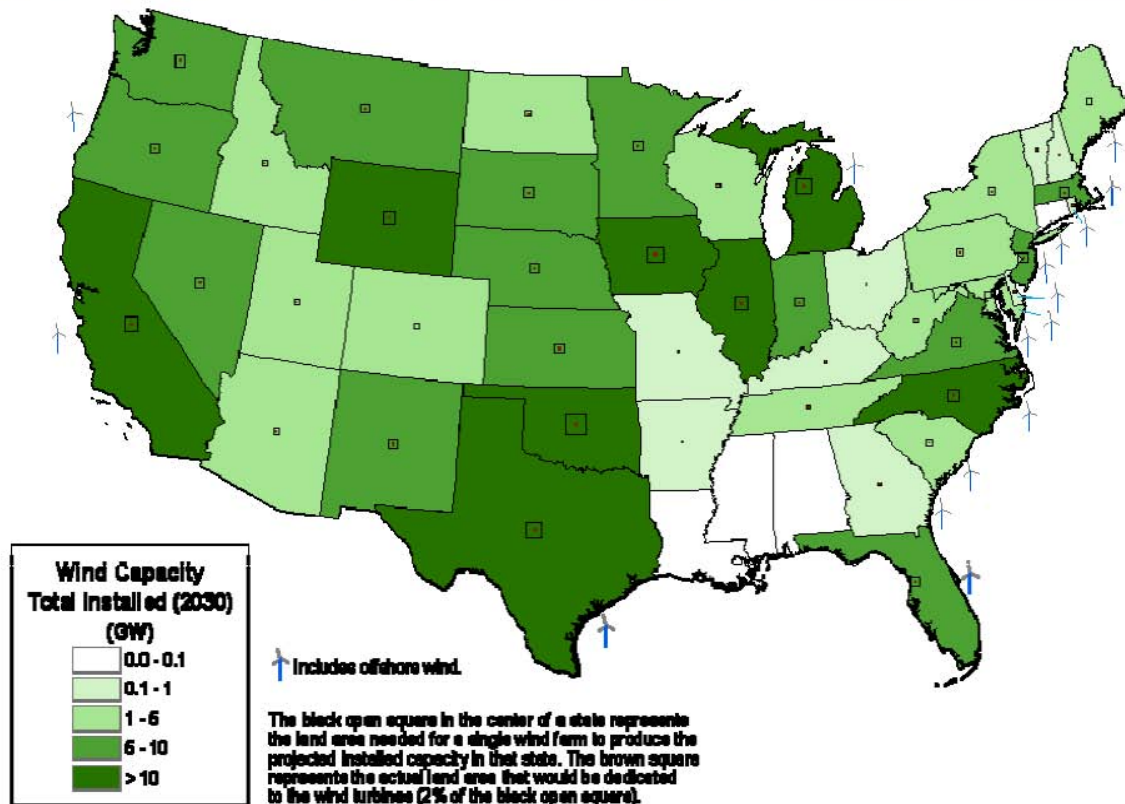 Wind Capacity
Total Installed (2030)
(GW)
0.0 - 0.1
0.1 - 1
1 - 5
5 - 10
> 10
Includes offshore wind.
The black open square in the center of a state represents
the land area needed for a single wind farm to produce the
projected installed capacity in that state. The brown square
represents the actual land area that would be dedicated
to the wind turbines (2% of the black open square).